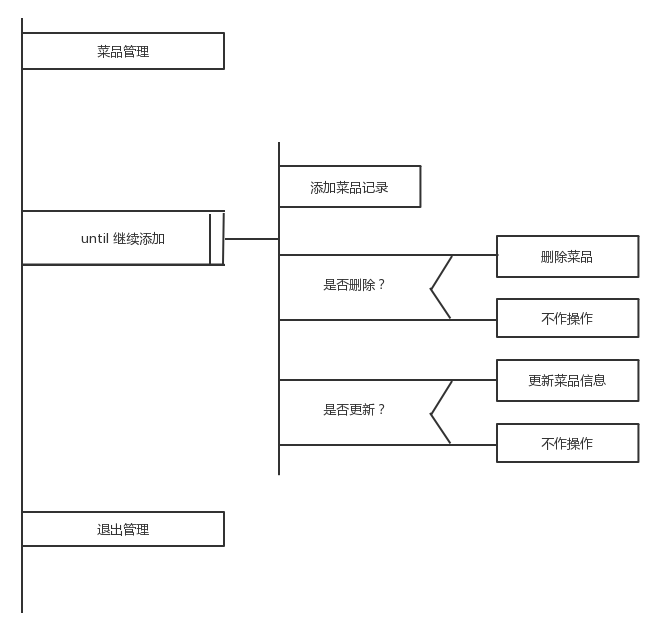 菜品管理
until 继续添加
添加菜品记录
是否删除？
删除菜品
不作操作
是否更新？
更新菜品信息
不作操作
退出管理